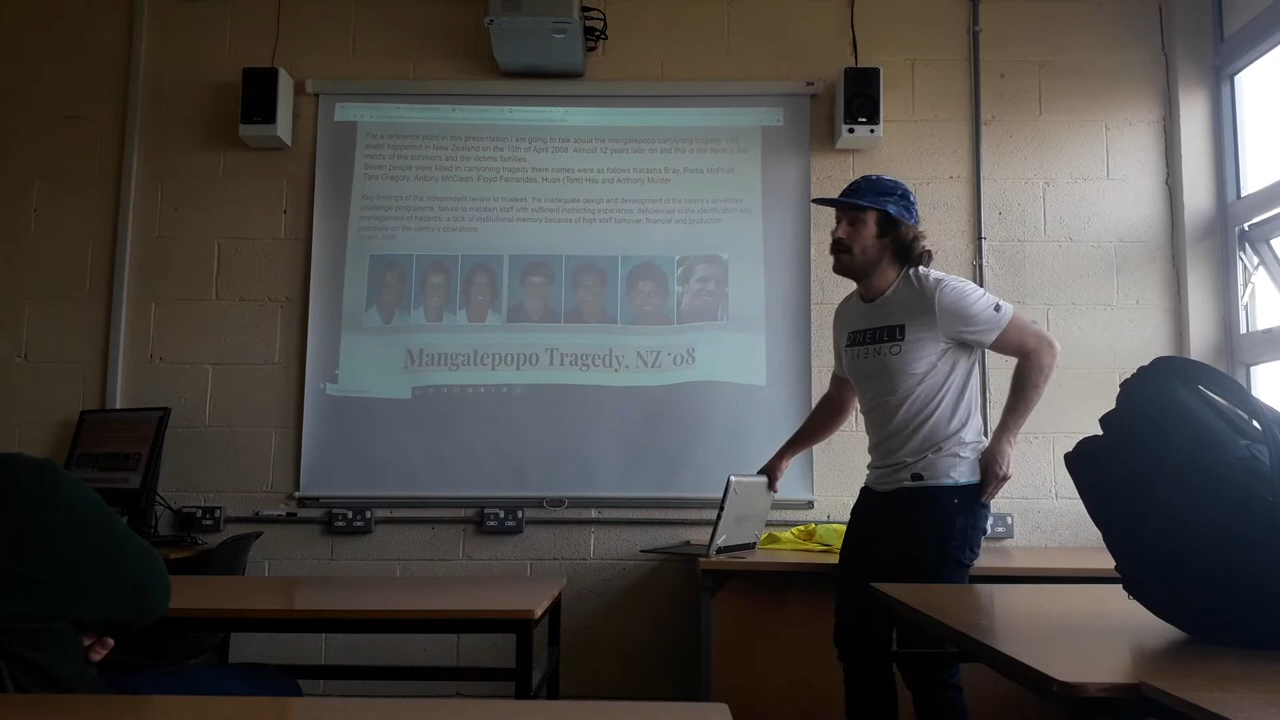 For a reference point in this presentation I am going to talk about the mangatepopo canyoning tragedy. This
event happened in New Zealand on the 15th of April 2008. Almost 12 years later on and this is still fresh in the
minds of the survivors and the victims families.
Seven people were killed in canyoning tragedy there names were as follows Natasha Bray, Portia McPhail,
Tara Gregory, Antony McClean, Floyd Fernandes, Huan (Tom) Hsu and Anthony Mulder
Key findings of the independent review to trustees: the inadequate design and development of the centre's adventure
challenge programme; failure to maintain staff with sufficient instructing experience; deficiencies in the identification and
management of hazards; a lack of institutional memory because of high staff turnover; financial and production
pressure on the centre's operations.
Mangatepopo Tragedy, NZ '08
O'NEILL